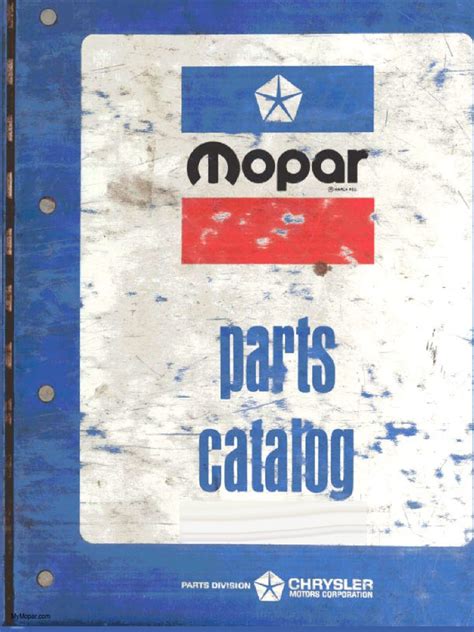 mopar
parts
catalog
PARTS DIVISION CHRYSLER
MOTORS CORPORATION
MyMopar.com